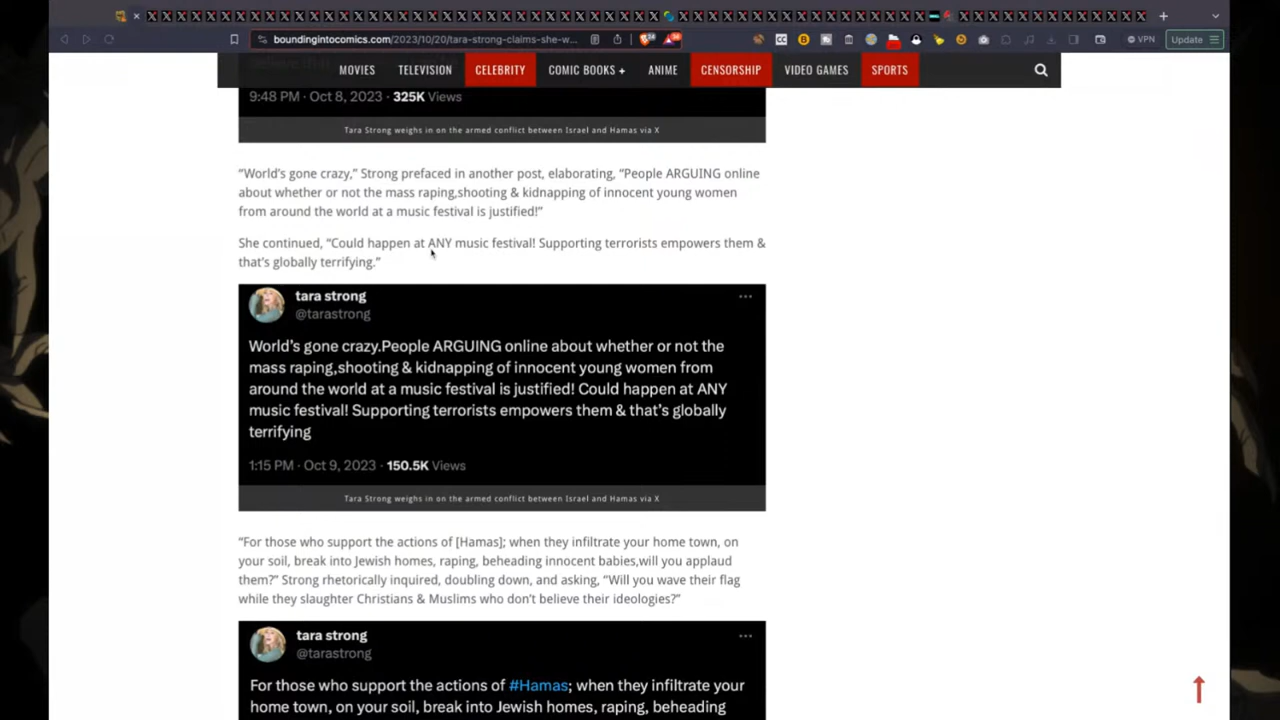 boundingintocomics.com/2023/10/20/tara-strong-claims-she-w...
VPN
Update
MOVIES TELEVISION CELEBRITY COMIC BOOKS + ANIME CENSORSHIP VIDEO GAMES SPORTS
9:48 PM · Oct 8, 2023 · 325K Views
Tara Strong weighs in on the armed conflict between Israel and Hamas via X
“World’s gone crazy,” Strong prefaced in another post, elaborating, “People ARGUING online
about whether or not the mass raping,shooting & kidnapping of innocent young women
from around the world at a music festival is justified!”
She continued, “Could happen at ANY music festival! Supporting terrorists empowers them &
that’s globally terrifying.”
tara strong
@tarastrong
World’s gone crazy.People ARGUING online about whether or not the
mass raping,shooting & kidnapping of innocent young women from
around the world at a music festival is justified! Could happen at ANY
music festival! Supporting terrorists empowers them & that’s globally
terrifying
1:15 PM · Oct 9, 2023 · 150.5K Views
Tara Strong weighs in on the armed conflict between Israel and Hamas via X
“For those who support the actions of [Hamas]; when they infiltrate your home town, on
your soil, break into Jewish homes, raping, beheading innocent babies,will you applaud
them?” Strong rhetorically inquired, doubling down, and asking, “Will you wave their flag
while they slaughter Christians & Muslims who don’t believe their ideologies?”
tara strong
@tarastrong
For those who support the actions of #Hamas; when they infiltrate your
home town, on your soil, break into Jewish homes, raping, beheading